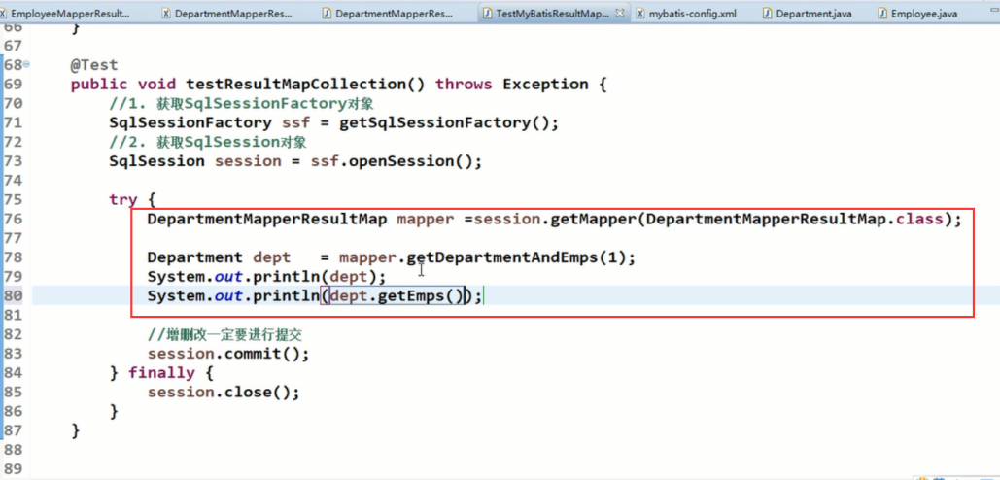 EmployeeMapperResult... DepartmentMapperRes... DepartmentMapperRes... TestMyBatisResultMap... mybatis-config.xml Department.java Employee.java
66 }
67
68 @Test
69 public void testResultMapCollection() throws Exception {
70 //1. 获取SqlSessionFactory对象
71 SqlSessionFactory ssf = getSqlSessionFactory();
72 //2. 获取SqlSession对象
73 SqlSession session = ssf.openSession();
74
75 try {
76 DepartmentMapperResultMap mapper =session.getMapper(DepartmentMapperResultMap.class);
77
78 Department dept   = mapper.getDepartmentAndEmps(1);
79 System.out.println(dept);
80 System.out.println(dept.getEmps());
81
82 //增删改一定要进行提交
83 session.commit();
84 } finally {
85 session.close();
86 }
87 }
88
89